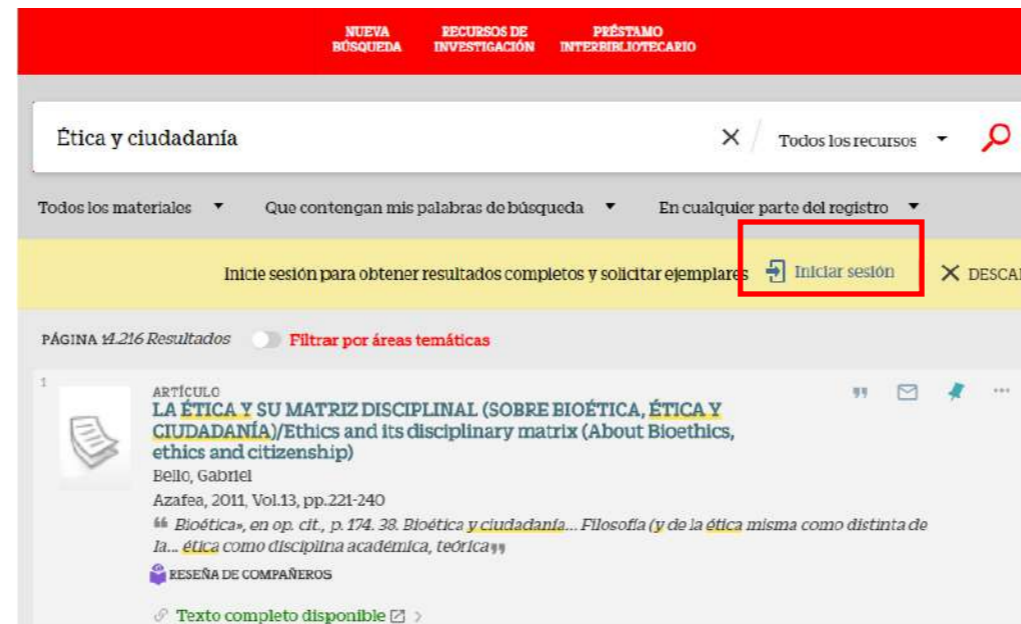 NUEVA BÚSQUEDA
RECURSOS DE INVESTIGACIÓN
PRÉSTAMO INTERBIBLIOTECARIO
Ética y ciudadanía
Todos los recursos
Todos los materiales
Que contengan mis palabras de búsqueda
En cualquier parte del registro
Inicie sesión para obtener resultados completos y solicitar ejemplares
Iniciar sesión
DESCAR
PÁGINA 14.216 Resultados
Filtrar por áreas temáticas
1
ARTÍCULO
LA ÉTICA Y SU MATRIZ DISCIPLINAL (SOBRE BIOÉTICA, ÉTICA Y
CIUDADANÍA)/Ethics and its disciplinary matrix (About Bioethics,
ethics and citizenship)
Bello, Gabriel
Azafea, 2011, Vol.13, pp.221-240
“ Bioética», en op. cit., p. 174. 38. Bioética y ciudadanía... Filosofía (y de la ética misma como distinta de
la... ética como disciplina académica, teórica”
RESEÑA DE COMPAÑEROS
Texto completo disponible